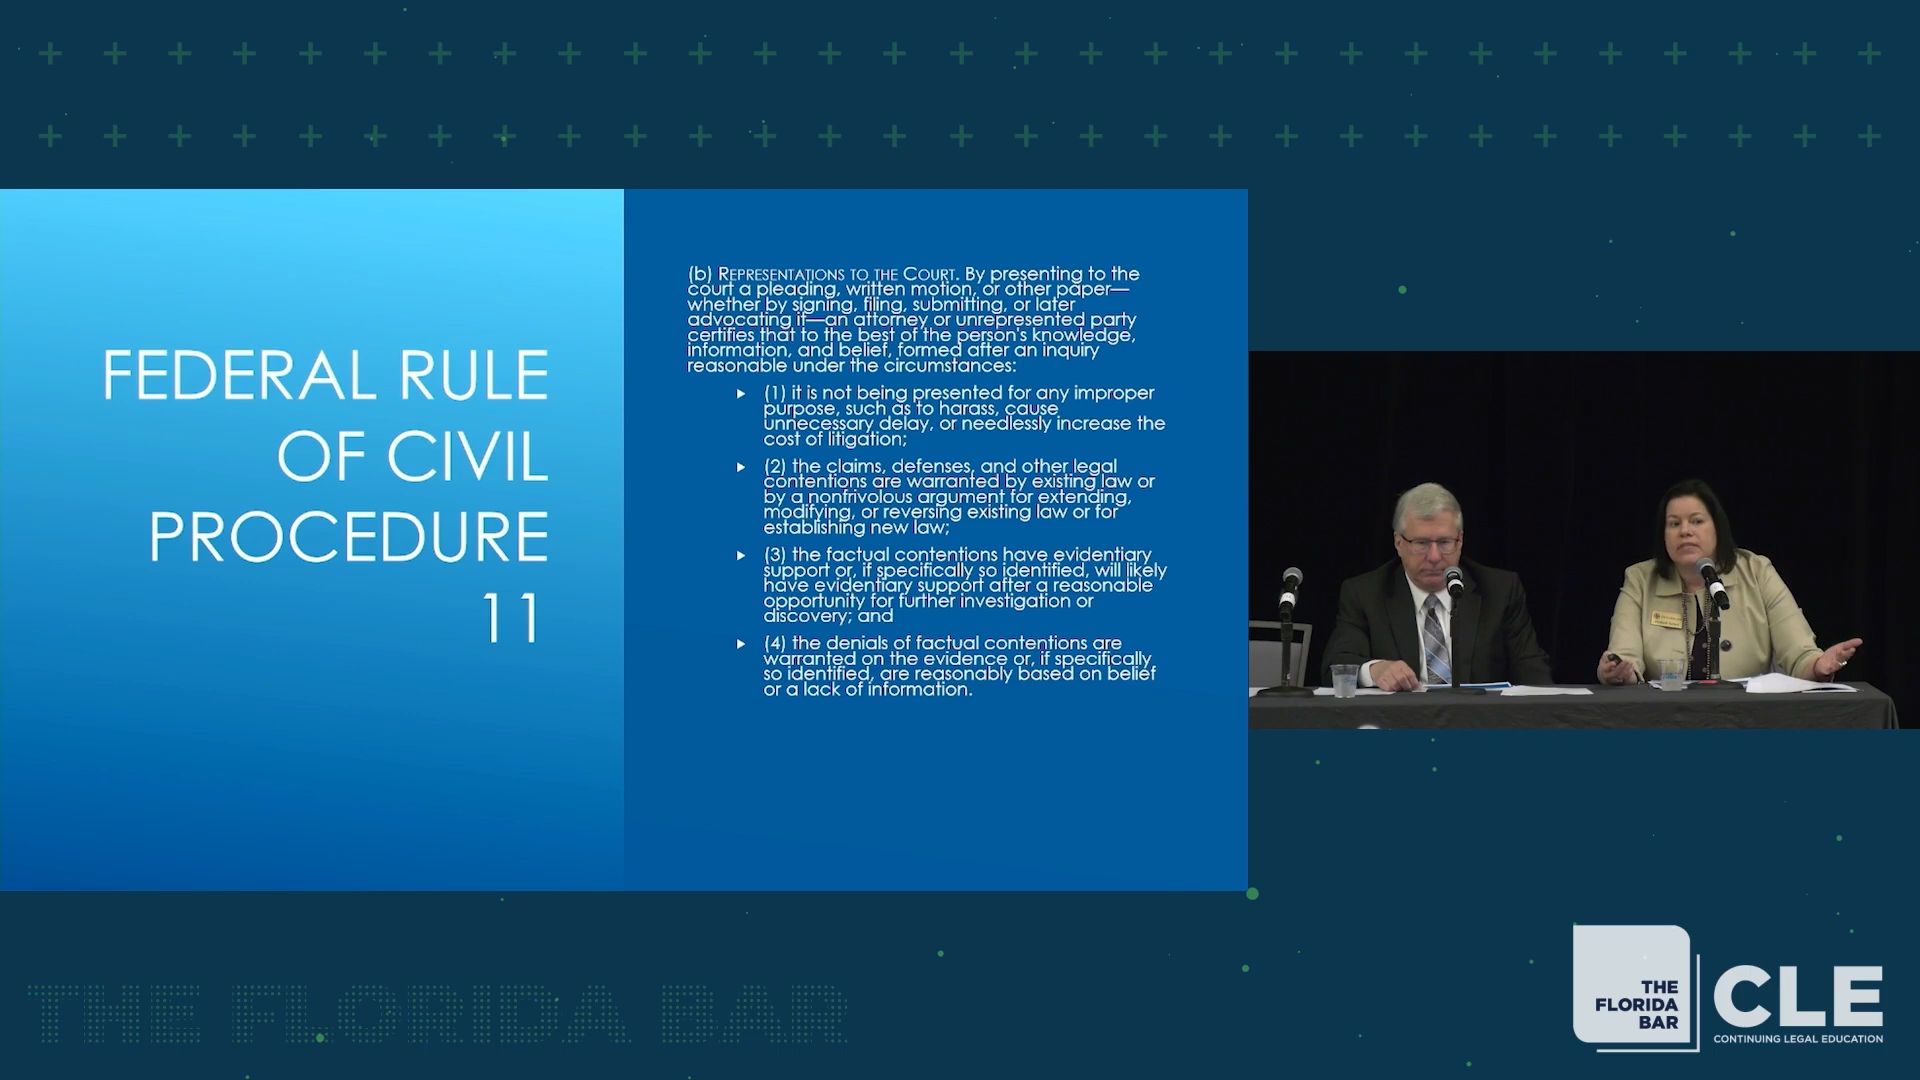 FEDERAL RULE
OF CIVIL
PROCEDURE
11
(b) REPRESENTATIONS TO THE COURT. By presenting to the
court a pleading, written motion, or other paper—
whether by signing, filing, submitting, or later
advocating it—an attorney or unrepresented party
certifies that to the best of the person's knowledge,
information, and belief, formed after an inquiry
reasonable under the circumstances:
(1) it is not being presented for any improper
purpose, such as to harass, cause
unnecessary delay, or needlessly increase the
cost of litigation;
(2) the claims, defenses, and other legal
contentions are warranted by existing law or
by a nonfrivolous argument for extending,
modifying, or reversing existing law or for
establishing new law;
(3) the factual contentions have evidentiary
support or, if specifically so identified, will likely
have evidentiary support after a reasonable
opportunity for further investigation or
discovery; and
(4) the denials of factual contentions are
warranted on the evidence or, if specifically
so identified, are reasonably based on belief
or a lack of information.
THE FLORIDA BAR
THE
FLORIDA
BAR
CLE
CONTINUING LEGAL EDUCATION